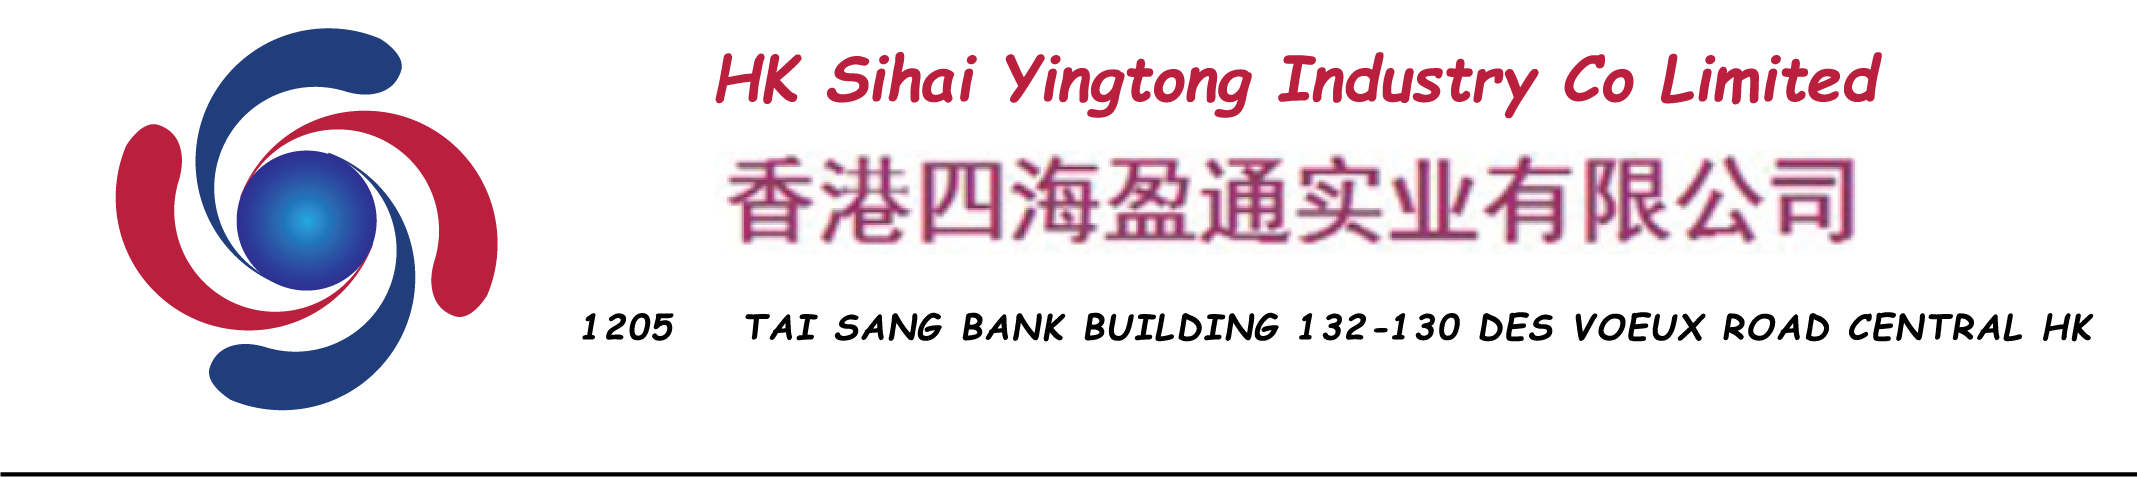 HK Sihai Yingtong Industry Co Limited
香港四海盈通实业有限公司
1205 TAI SANG BANK BUILDING 132-130 DES VOEUX ROAD CENTRAL HK